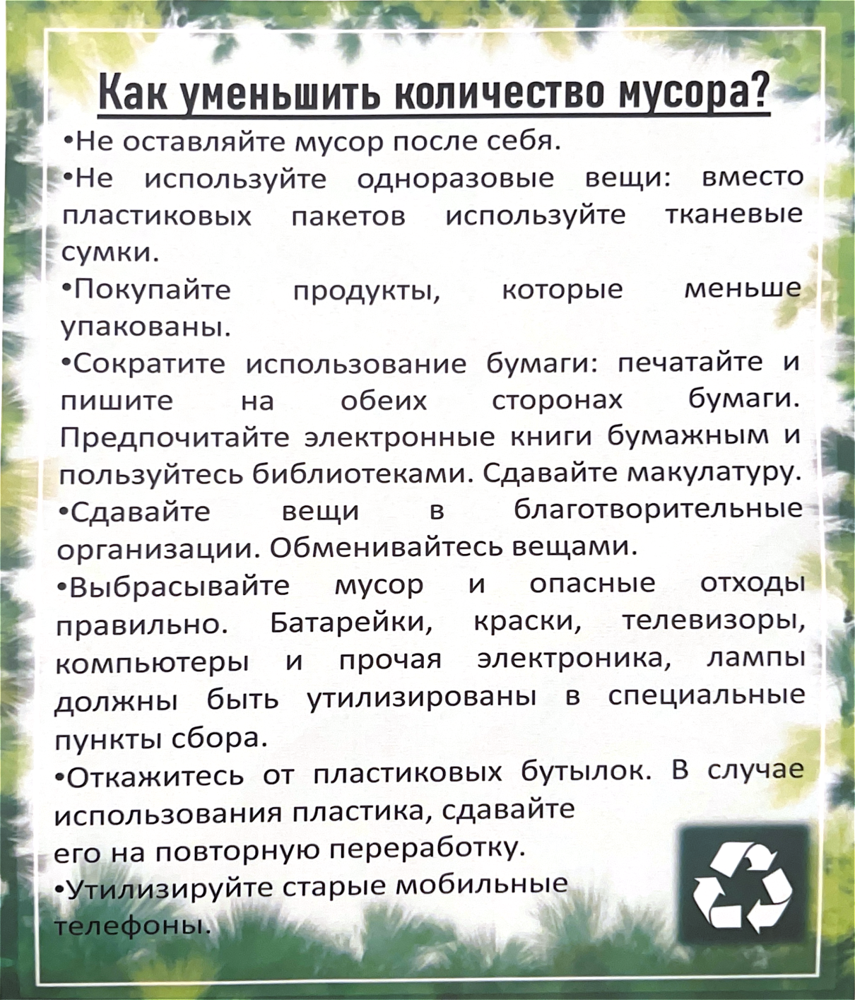 Как уменьшить количество мусора?
•Не оставляйте мусор после себя.
•Не используйте одноразовые вещи: вместо
пластиковых пакетов используйте тканевые
сумки.
•Покупайте продукты, которые меньше
упакованы.
•Сократите использование бумаги: печатайте и
пишите на обеих сторонах бумаги.
Предпочитайте электронные книги бумажным и
пользуйтесь библиотеками. Сдавайте макулатуру.
•Сдавайте вещи в благотворительные
организации. Обменивайтесь вещами.
•Выбрасывайте мусор и опасные отходы
правильно. Батарейки, краски, телевизоры,
компьютеры и прочая электроника, лампы
должны быть утилизированы в специальные
пункты сбора.
•Откажитесь от пластиковых бутылок. В случае
использования пластика, сдавайте
его на повторную переработку.
•Утилизируйте старые мобильные
телефоны.